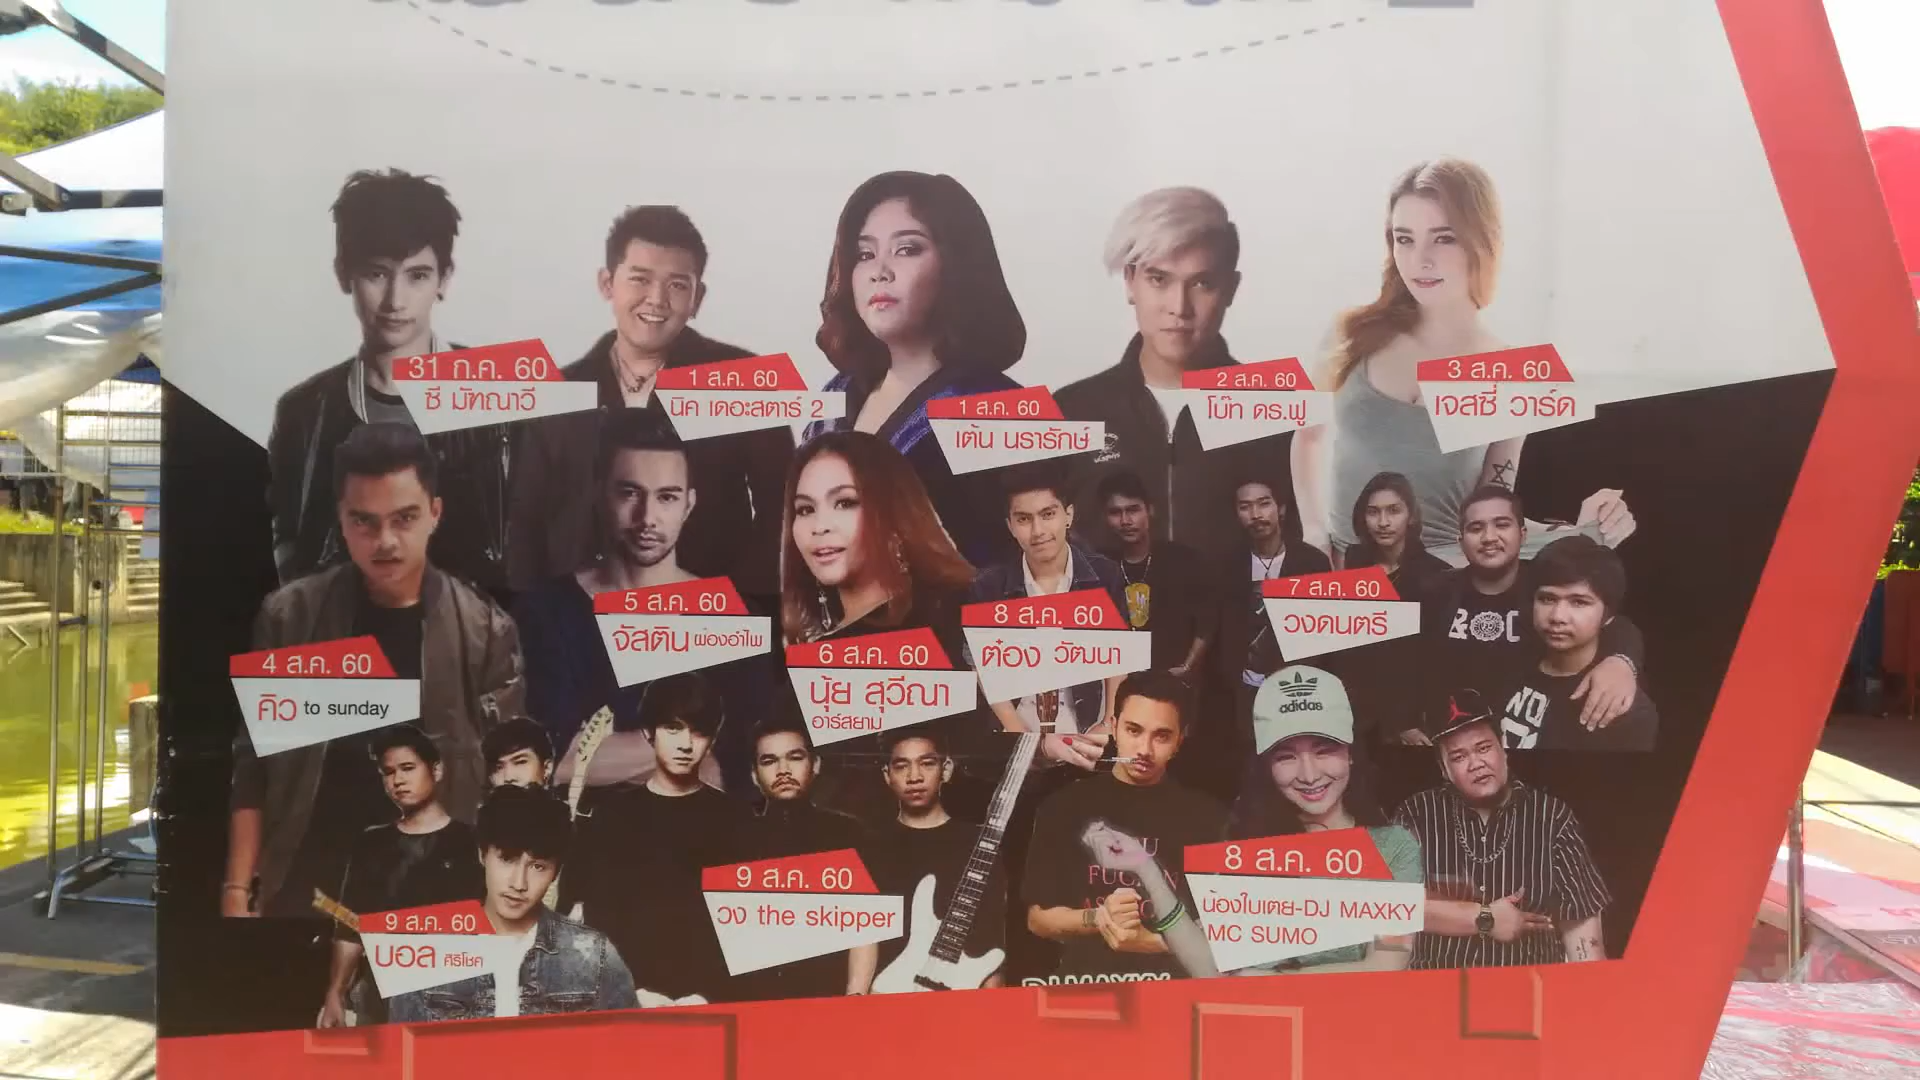 31 ก.ค. 60
ซี มัฑณาวี
1 ส.ค. 60
นิค เดอะสตาร์ 2
1 ส.ค. 60
เต้น นรารักษ์
2 ส.ค. 60
โบ๊ท ดร.ฟู
3 ส.ค. 60
เจสซี่ วาร์ด
4 ส.ค. 60
คิว to sunday
5 ส.ค. 60
จัสติน ผ่องอำไพ
6 ส.ค. 60
นุ้ย สุวีณา
อาร์สยาม
8 ส.ค. 60
ต๋อง วัฒนา
7 ส.ค. 60
วงดนตรี
adidas
9 ส.ค. 60
บอล ศิริโชค
9 ส.ค. 60
วง the skipper
8 ส.ค. 60
น้องใบเตย-DJ MAXKY
MC SUMO